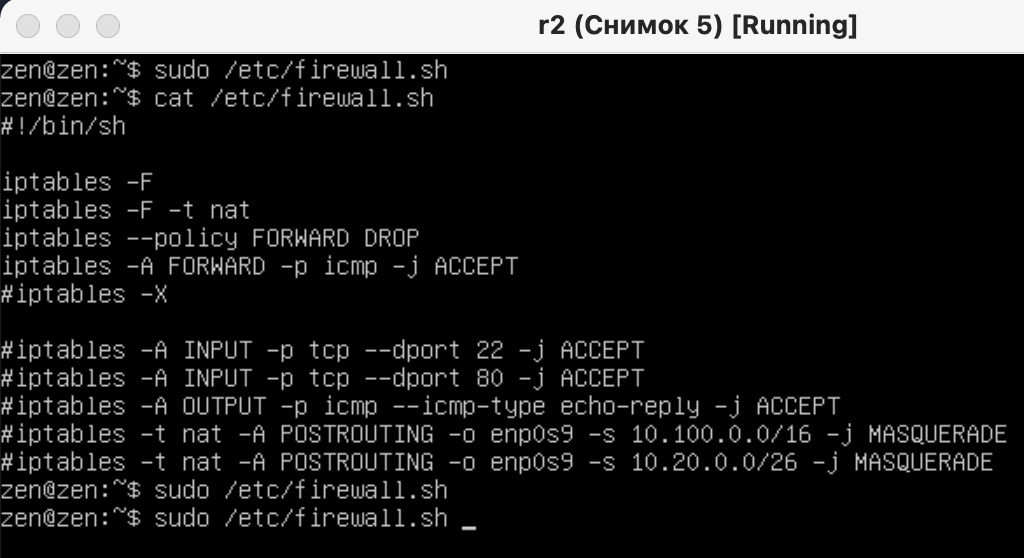 r2 (Снимок 5) [Running]
zen@zen:~$ sudo /etc/firewall.sh
zen@zen:~$ cat /etc/firewall.sh
#!/bin/sh
iptables -F
iptables -F -t nat
iptables --policy FORWARD DROP
iptables -A FORWARD -p icmp -j ACCEPT
#iptables -X
#iptables -A INPUT -p tcp --dport 22 -j ACCEPT
#iptables -A INPUT -p tcp --dport 80 -j ACCEPT
#iptables -A OUTPUT -p icmp --icmp-type echo-reply -j ACCEPT
#iptables -t nat -A POSTROUTING -o enp0s9 -s 10.100.0.0/16 -j MASQUERADE
#iptables -t nat -A POSTROUTING -o enp0s9 -s 10.20.0.0/26 -j MASQUERADE
zen@zen:~$ sudo /etc/firewall.sh
zen@zen:~$ sudo /etc/firewall.sh _